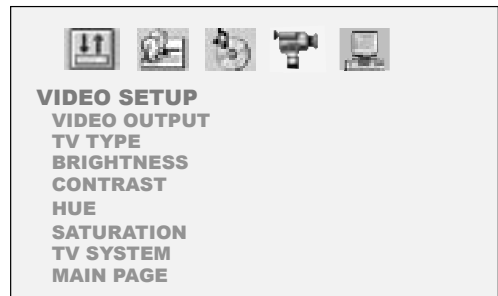 VIDEO SETUP
VIDEO OUTPUT
TV TYPE
BRIGHTNESS
CONTRAST
HUE
SATURATION
TV SYSTEM
MAIN PAGE